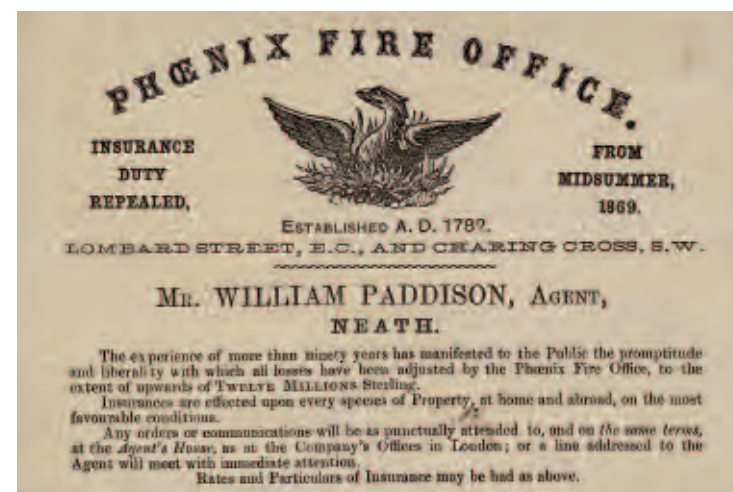 PHŒNIX FIRE OFFICE.
INSURANCE
DUTY
REPEALED,
FROM
MIDSUMMER,
1869.
ESTABLISHED A. D. 1782.
LOMBARD STREET, E.C., AND CHARING CROSS, S.W.
MR. WILLIAM PADDISON, AGENT,
NEATH.
The experience of more than ninety years has manifested to the Public the promptitude
and liberality with which all losses have been adjusted by the Phœnix Fire Office, to the
extent of upwards of TWELVE MILLIONS Sterling.
Insurances are effected upon every species of Property, at home and abroad, on the most
favourable conditions.
Any orders or communications will be as punctually attended to, and on the same terms,
at the Agent's House, as at the Company's Offices in London; or a line addressed to the
Agent will meet with immediate attention.
Rates and Particulars of Insurance may be had as above.